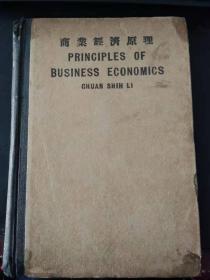 商業經濟原理
PRINCIPLES OF
BUSINESS ECONOMICS
CHUAN SHIH LI